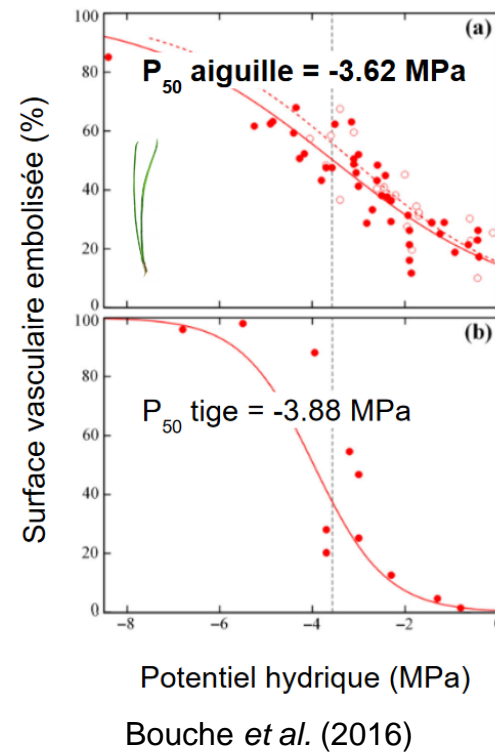 Surface vasculaire embolisée (%)
(a)
P50 aiguille = -3.62 MPa
100
80
60
40
20
0
(b)
P50 tige = -3.88 MPa
100
80
60
40
20
0
−8
−6
−4
−2
Potentiel hydrique (MPa)
Bouche et al. (2016)